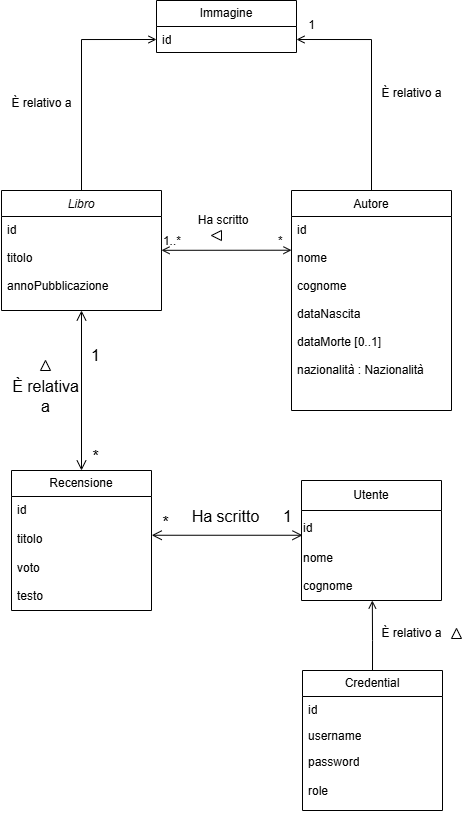 Immagine
id
1
È relativo a
È relativo a
Libro
id
titolo
annoPubblicazione
Ha scritto
1..*
*
Autore
id
nome
cognome
dataNascita
dataMorte [0..1]
nazionalità : Nazionalità
1
È relativa
a
*
Recensione
id
titolo
voto
testo
*
Ha scritto
1
Utente
id
nome
cognome
È relativo a
Credential
id
username
password
role